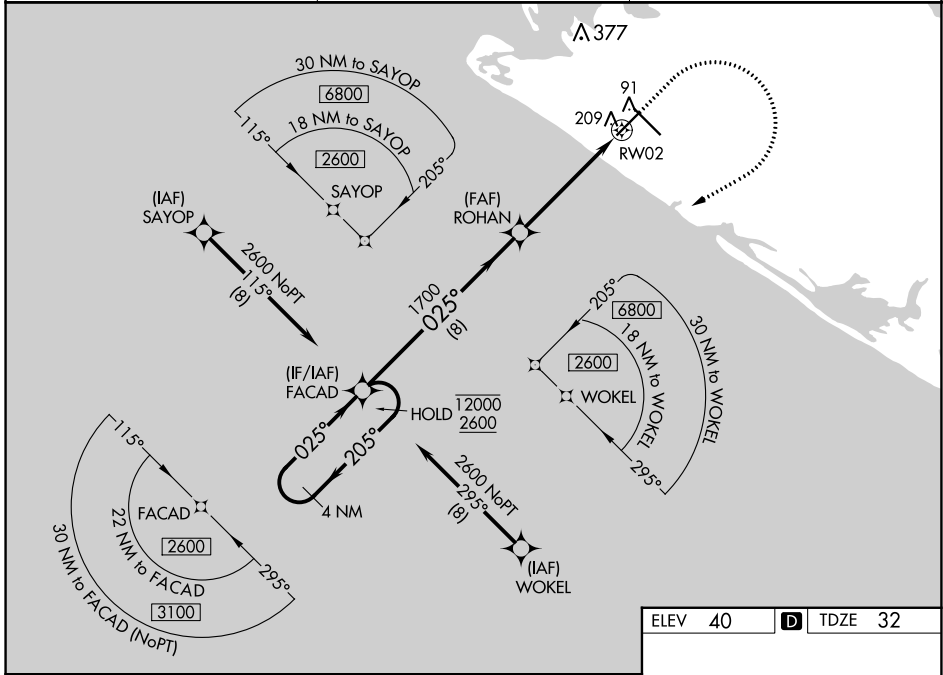 377
91
209
RW02
30 NM to SAYOP
6800
115°
18 NM to SAYOP
2600
205°
SAYOP
(IAF)
SAYOP
2600 NoPT
115°
(8)
(FAF)
ROHAN
1700
025°
(8)
(IF/IAF)
FACAD
HOLD
12000
2600
025°
205°
4 NM
205°
6800
18 NM to WOKEL
30 NM to WOKEL
2600
WOKEL
295°
2600 NoPT
295°
(8)
(IAF)
WOKEL
115°
FACAD
2600
22 NM to FACAD
295°
3100
30 NM to FACAD (NoPT)
ELEV 40 D TDZE 32